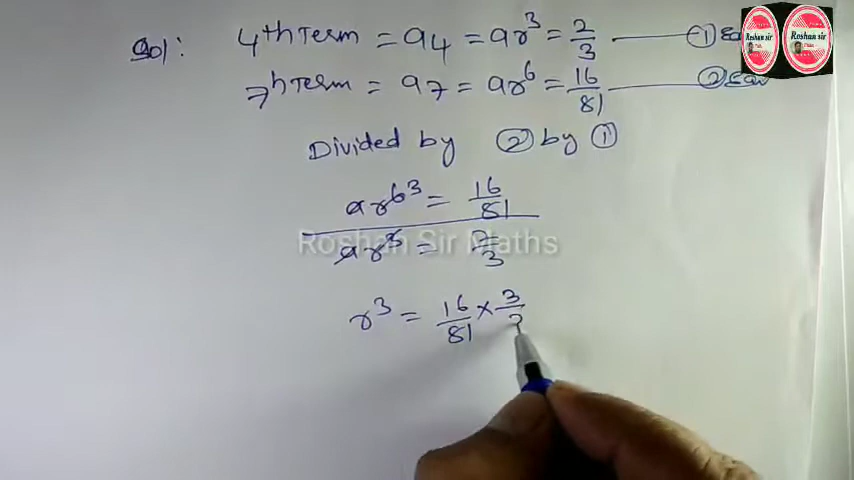 Sol: 4th Term = a4 = ar³ = 2/3 —— ①
7th Term = a7 = ar⁶ = 16/81 —— ②
Divided by ② by ①
ar⁶ ³ = 16/81
ar³ = 2/3
r³ = 16/81 × 3/2
Roshan Sir Maths
Roshan sir
Roshan sir